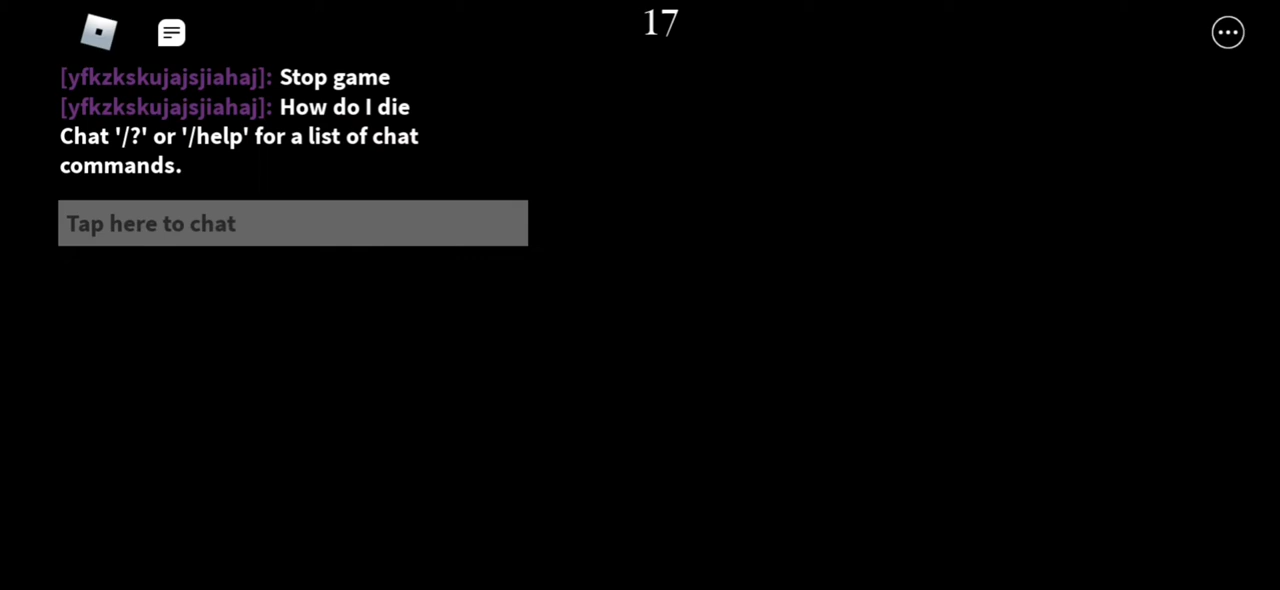 17
[yfkzkskujajsjiahaj]: Stop game
[yfkzkskujajsjiahaj]: How do I die
Chat '/?' or '/help' for a list of chat
commands.
Tap here to chat